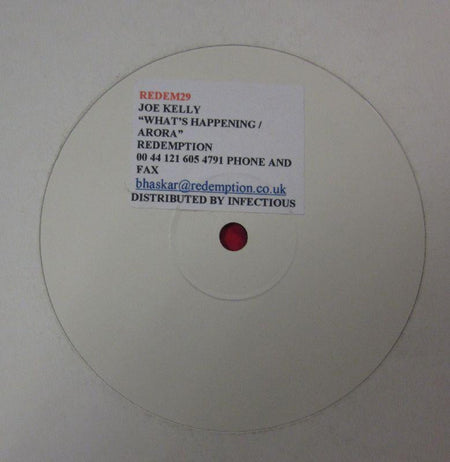 REDEM29
JOE KELLY
“WHAT’S HAPPENING /
ARORA”
REDEMPTION
00 44 121 605 4791 PHONE AND
FAX
bhaskar@redemption.co.uk
DISTRIBUTED BY INFECTIOUS